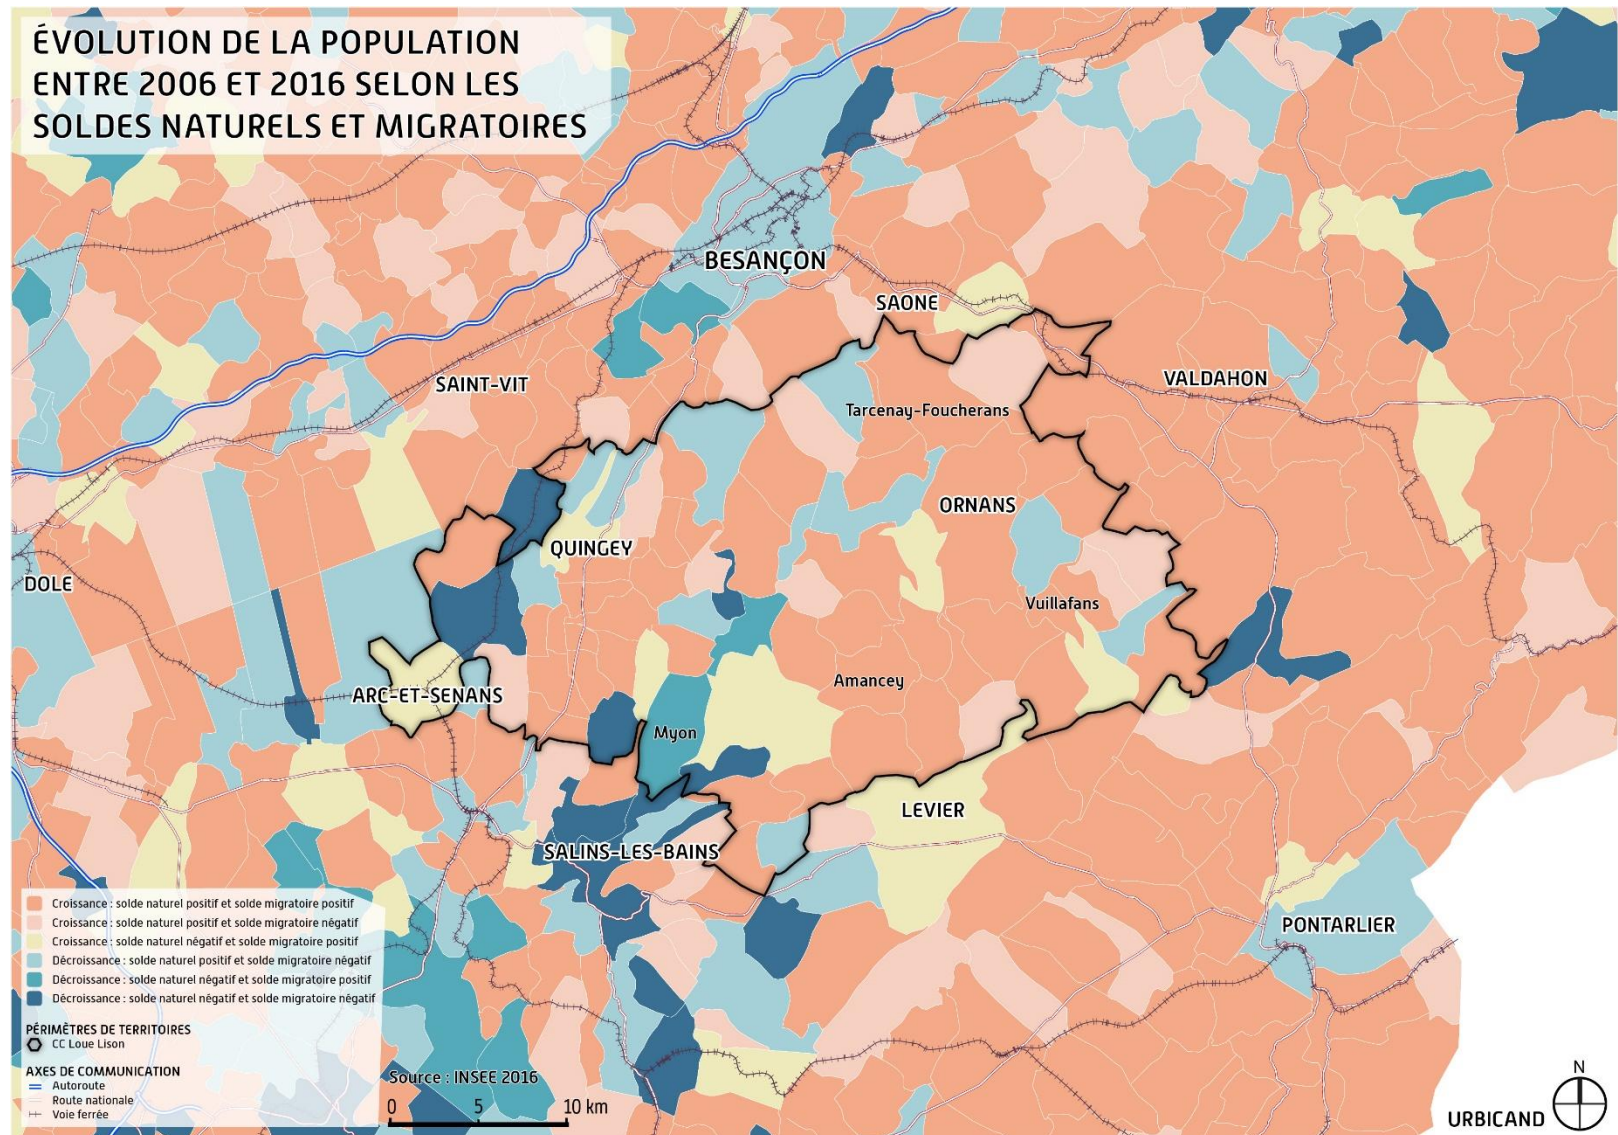 ÉVOLUTION DE LA POPULATION
ENTRE 2006 ET 2016 SELON LES
SOLDES NATURELS ET MIGRATOIRES
BESANÇON
SAONE
SAINT-VIT
VALDAHON
Tarcenay-Foucherans
ORNANS
QUINGEY
DOLE
Vuillafans
Amancey
ARC-ET-SENANS
Myon
LEVIER
SALINS-LES-BAINS
PONTARLIER
Croissance : solde naturel positif et solde migratoire positif
Croissance : solde naturel positif et solde migratoire négatif
Croissance : solde naturel négatif et solde migratoire positif
Décroissance : solde naturel positif et solde migratoire négatif
Décroissance : solde naturel négatif et solde migratoire positif
Décroissance : solde naturel négatif et solde migratoire négatif
PÉRIMÈTRES DE TERRITOIRES
CC Loue Lison
AXES DE COMMUNICATION
Autoroute
Route nationale
Voie ferrée
Source : INSEE 2016
0 5 10 km
N
URBICAND